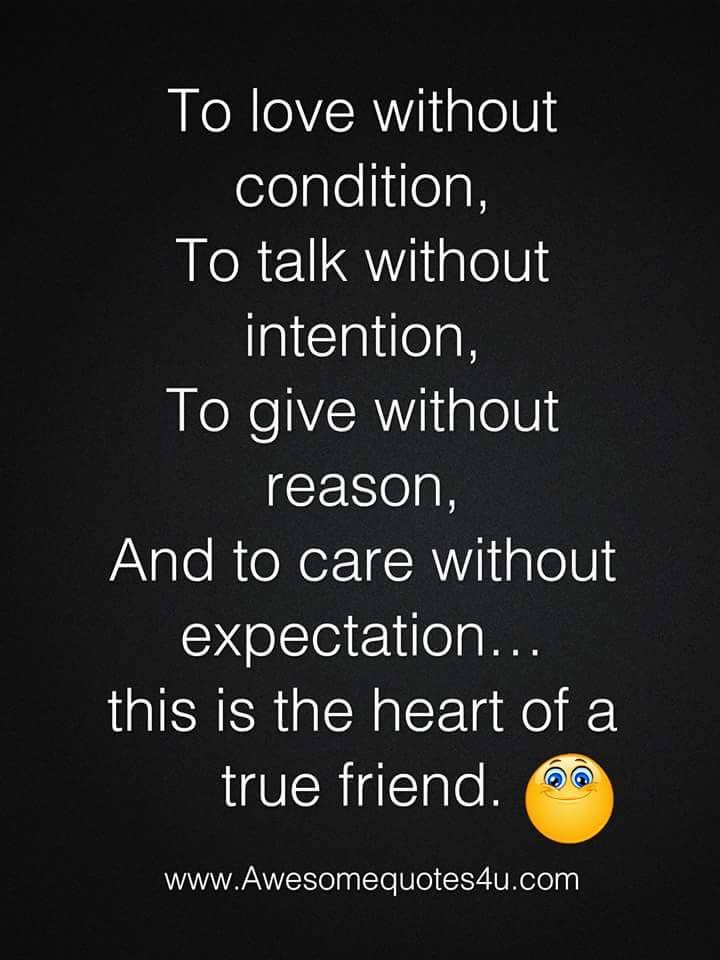 To love without
condition,
To talk without
intention,
To give without
reason,
And to care without
expectation...
this is the heart of a
true friend.
www.Awesomequotes4u.com